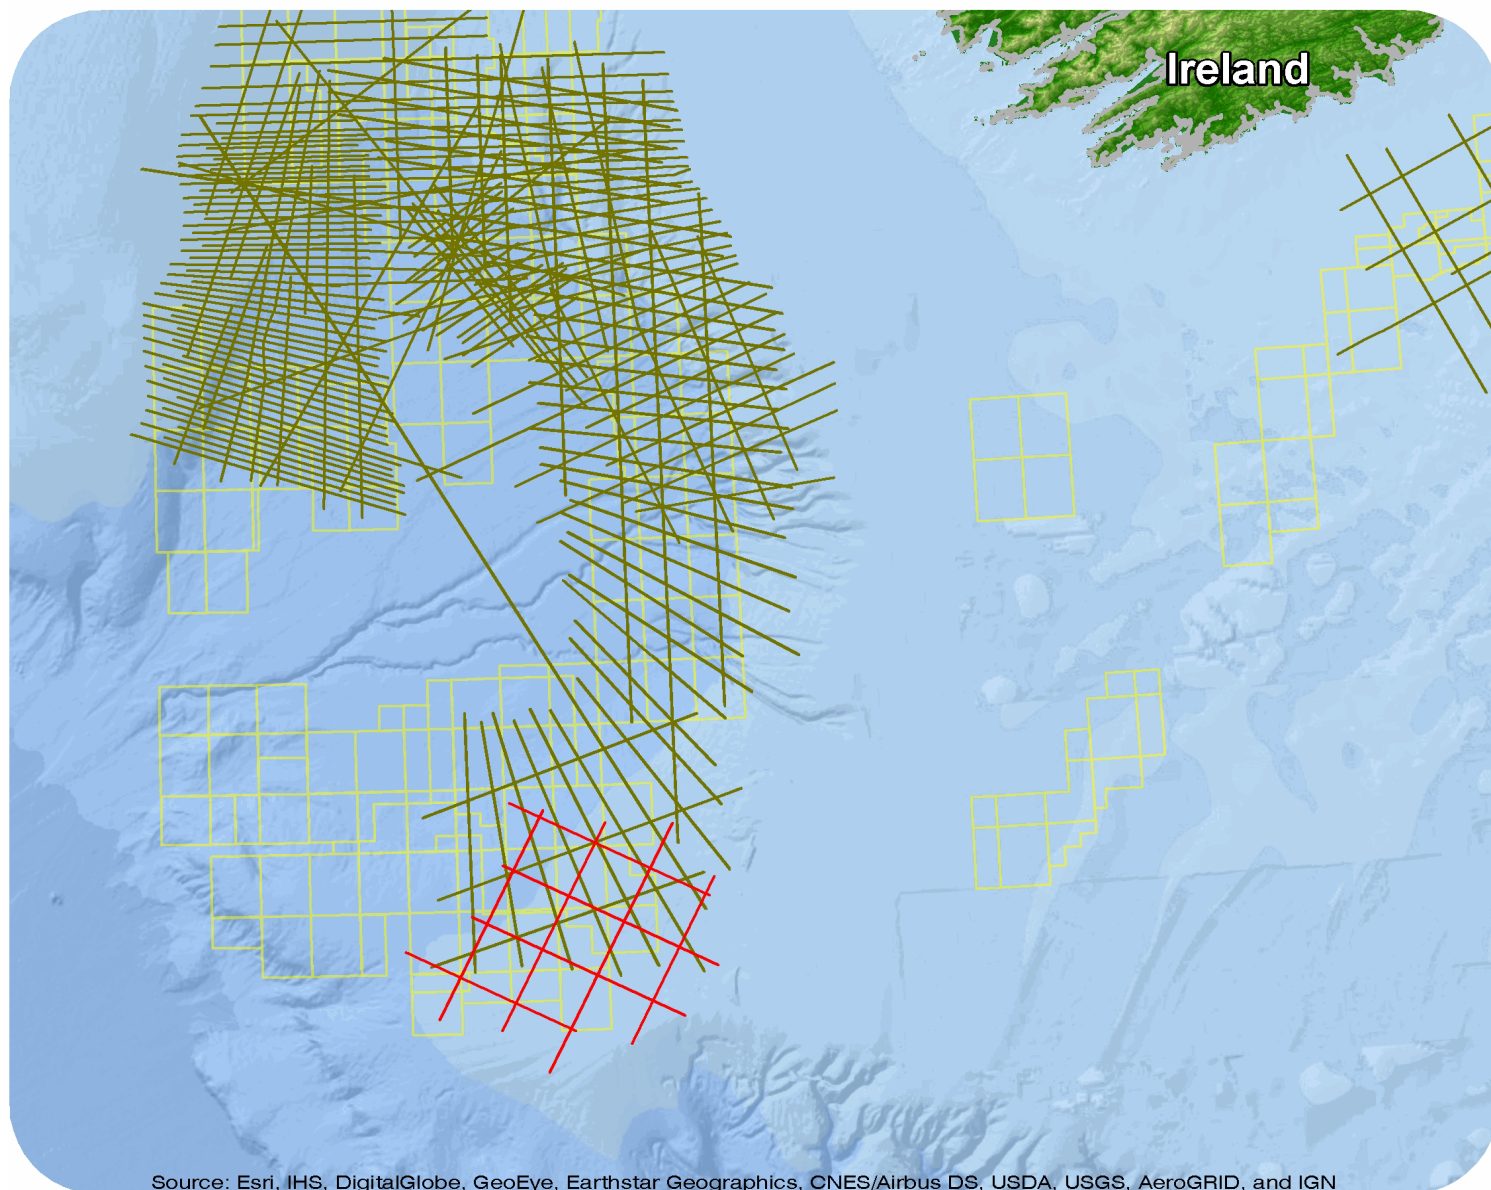 Ireland
Source: Esri, IHS, DigitalGlobe, GeoEye, Earthstar Geographics, CNES/Airbus DS, USDA, USGS, AeroGRID, and IGN